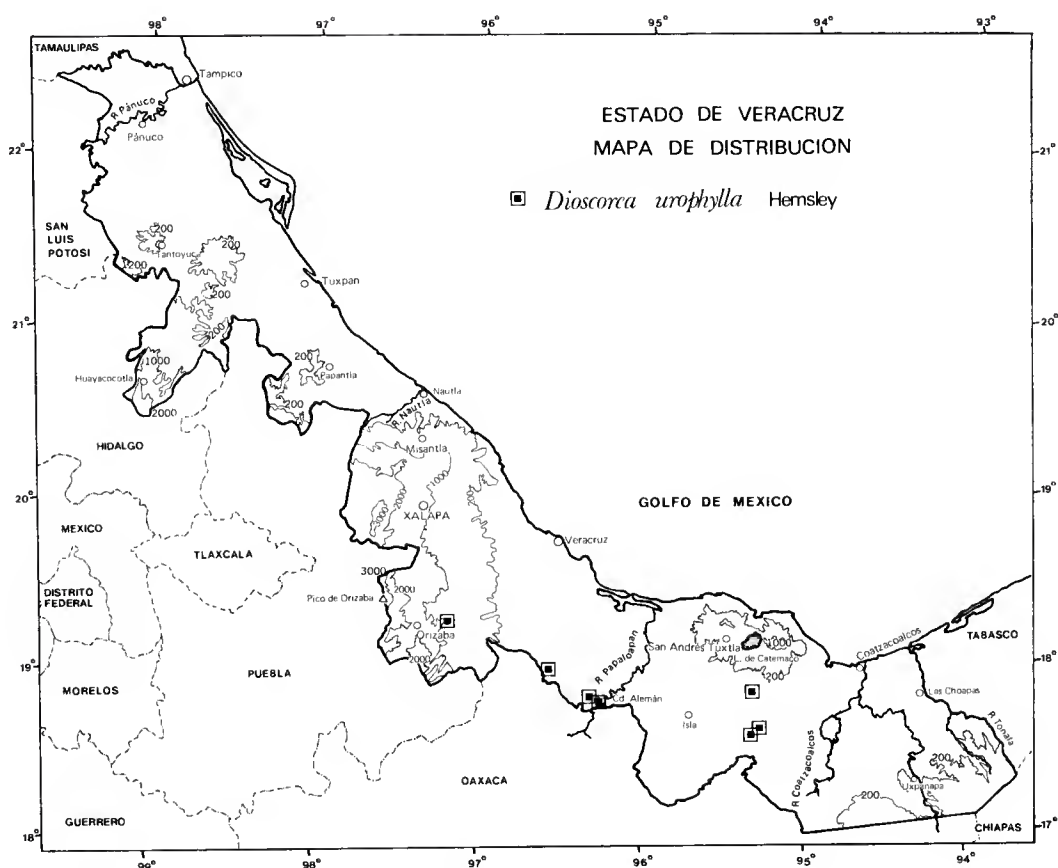 98° 97 96 95° 94° 93°
TAMAULIPAS
Tampico
R Pánuco
Pánuco
ESTADO DE VERACRUZ
MAPA DE DISTRIBUCION
Dioscorea urophylla Hemsley
22°
21°
SAN
LUIS
POTOSI
200
Tantoyuca
200
200
200
200
Tuxpan
21°
20°
1000
Huayacocotla
2000
200
Papantla
200
Nautla
R Nautla
HIDALGO
Misantla
1000
2000
3000
200
20°
19°
XALAPA
GOLFO DE MEXICO
MEXICO
TLAXCALA
Veracruz
DISTRITO
FEDERAL
3000
2000
Pico de Orizaba
Orizaba
2000
R Papaloapan
San Andrés Tuxtla
1000
L. de Catemaco
200
Coatzacoalcos
TABASCO
19°
18°
MORELOS
PUEBLA
Cd. Alemán
Isla
Las Choapas
R Tonala
R Coatzacoalcos
200
Uxpanapa
200
OAXACA
GUERRERO
CHIAPAS
18°
17°
99° 98° 97° 96° 95° 94°